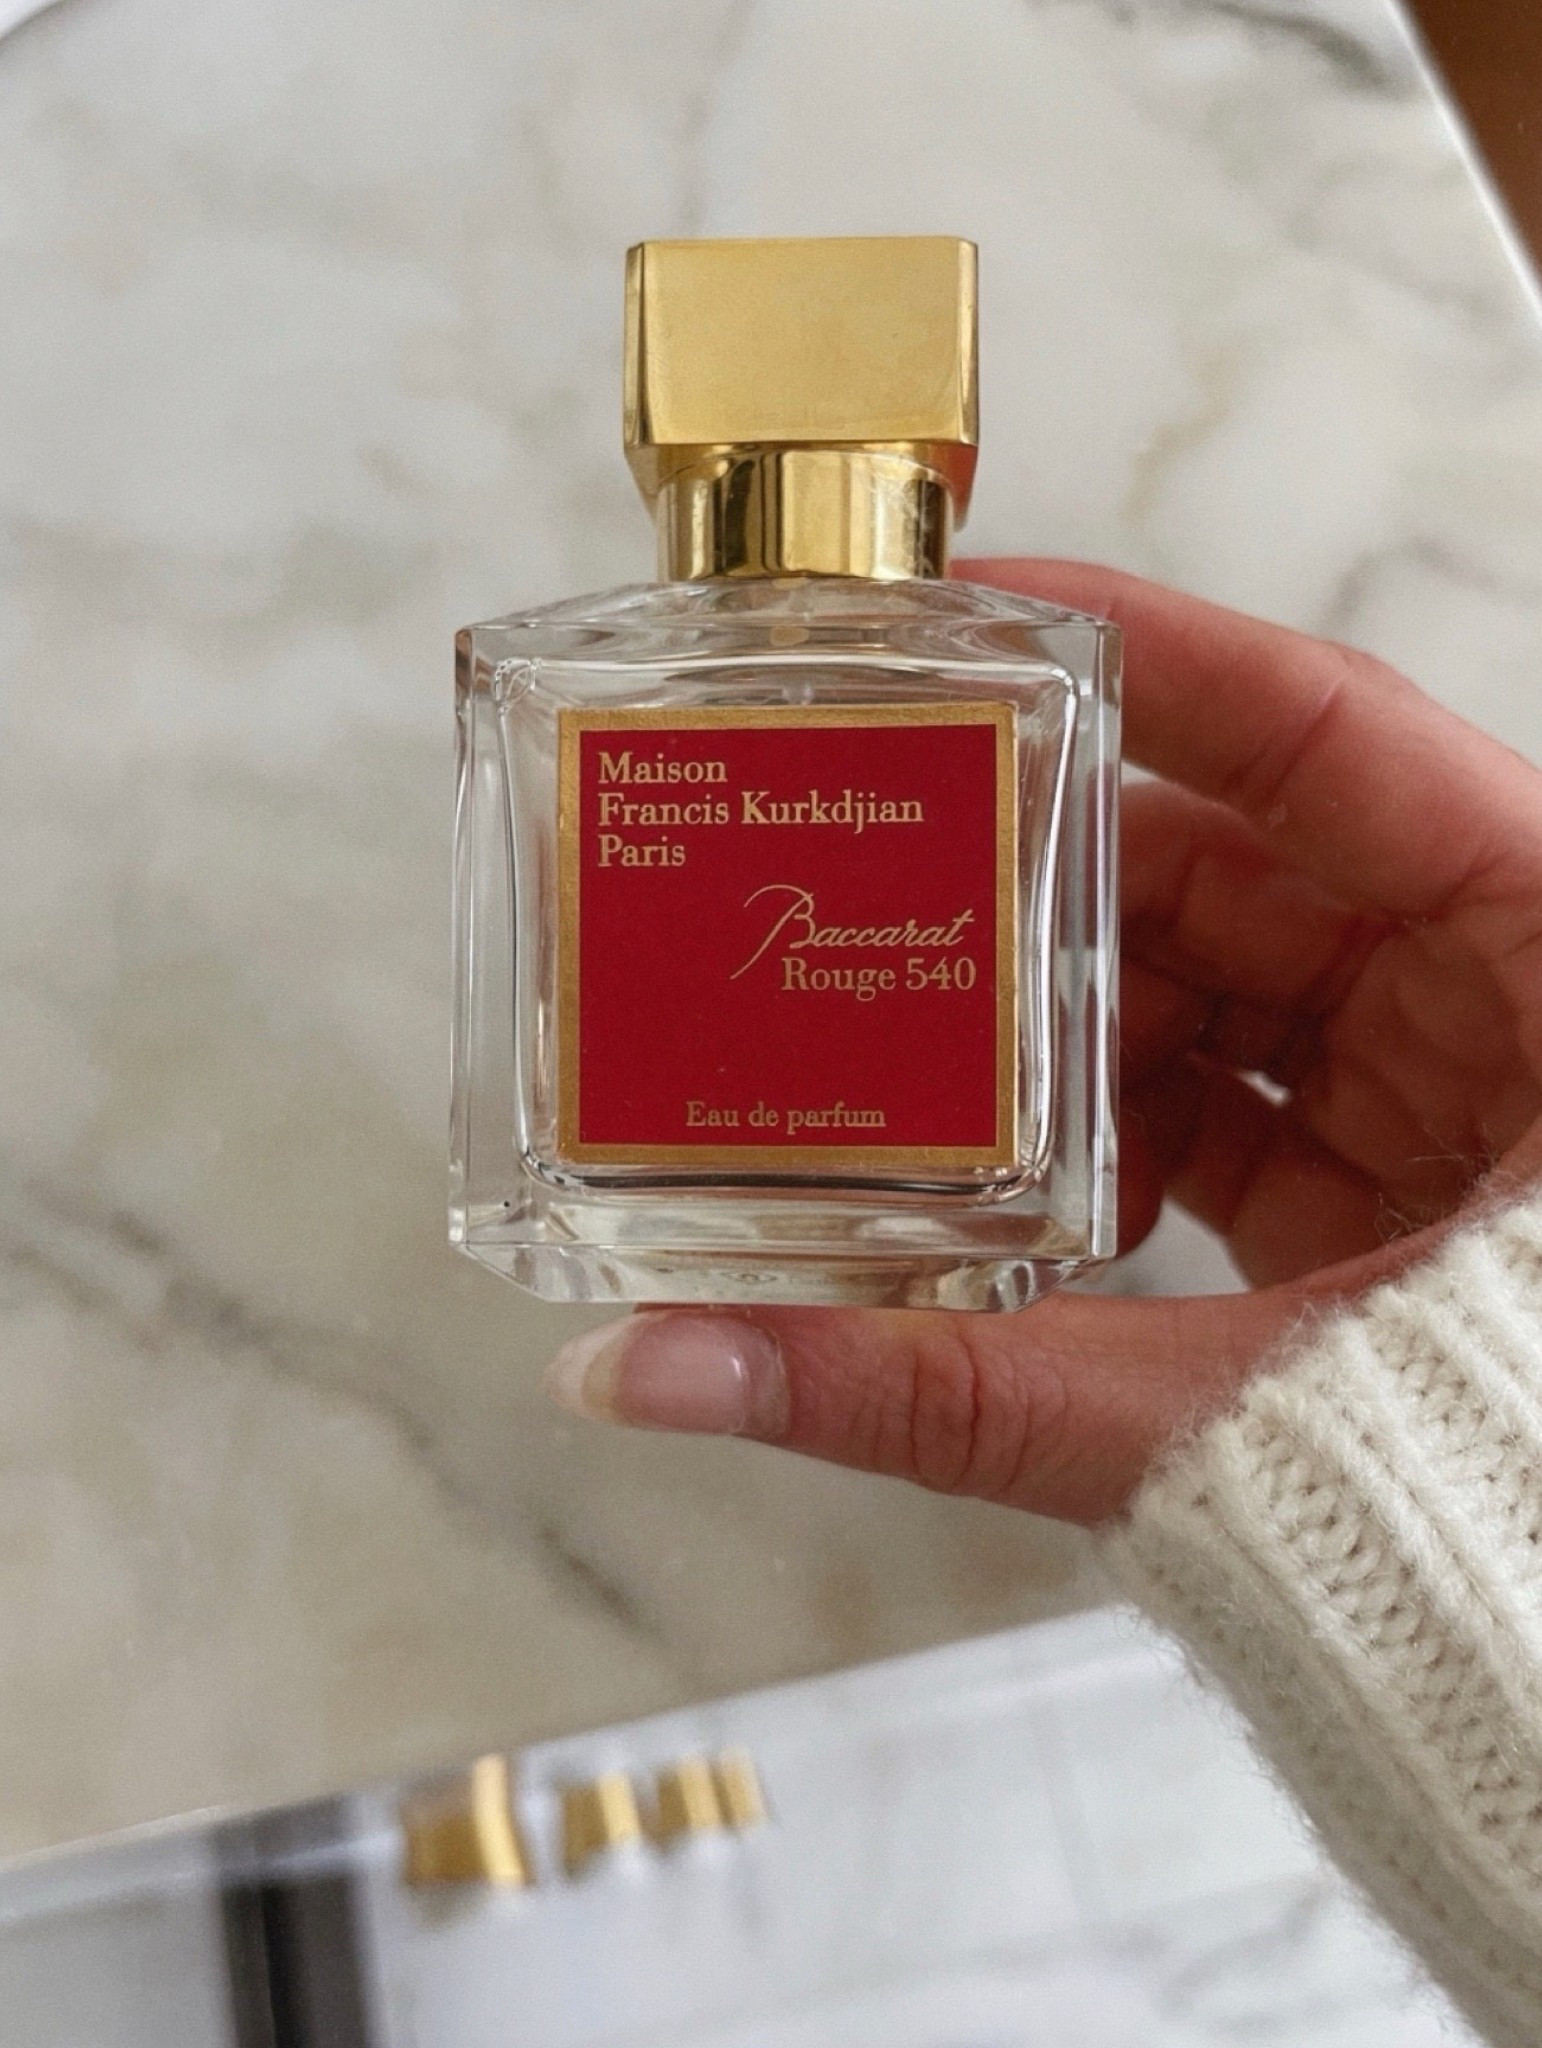 Maison
Francis Kurkdjian
Paris
Baccarat
Rouge 540
Eau de parfum